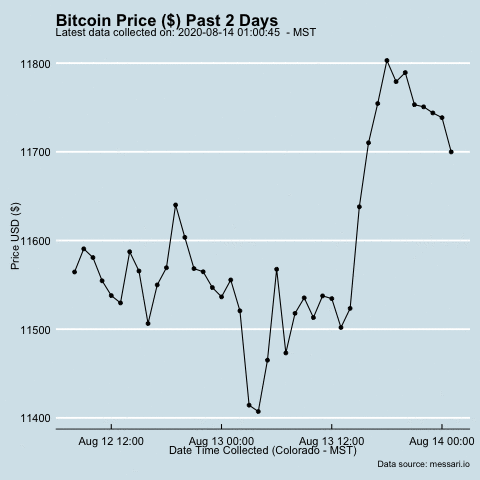 Bitcoin Price ($) Past 2 Days
Latest data collected on: 2020-08-14 01:00:45  - MST
11800
11700
11600
11500
11400
Price USD ($)
Aug 12 12:00 Aug 13 00:00 Aug 13 12:00 Aug 14 00:00
Date Time Collected (Colorado - MST)
Data source: messari.io